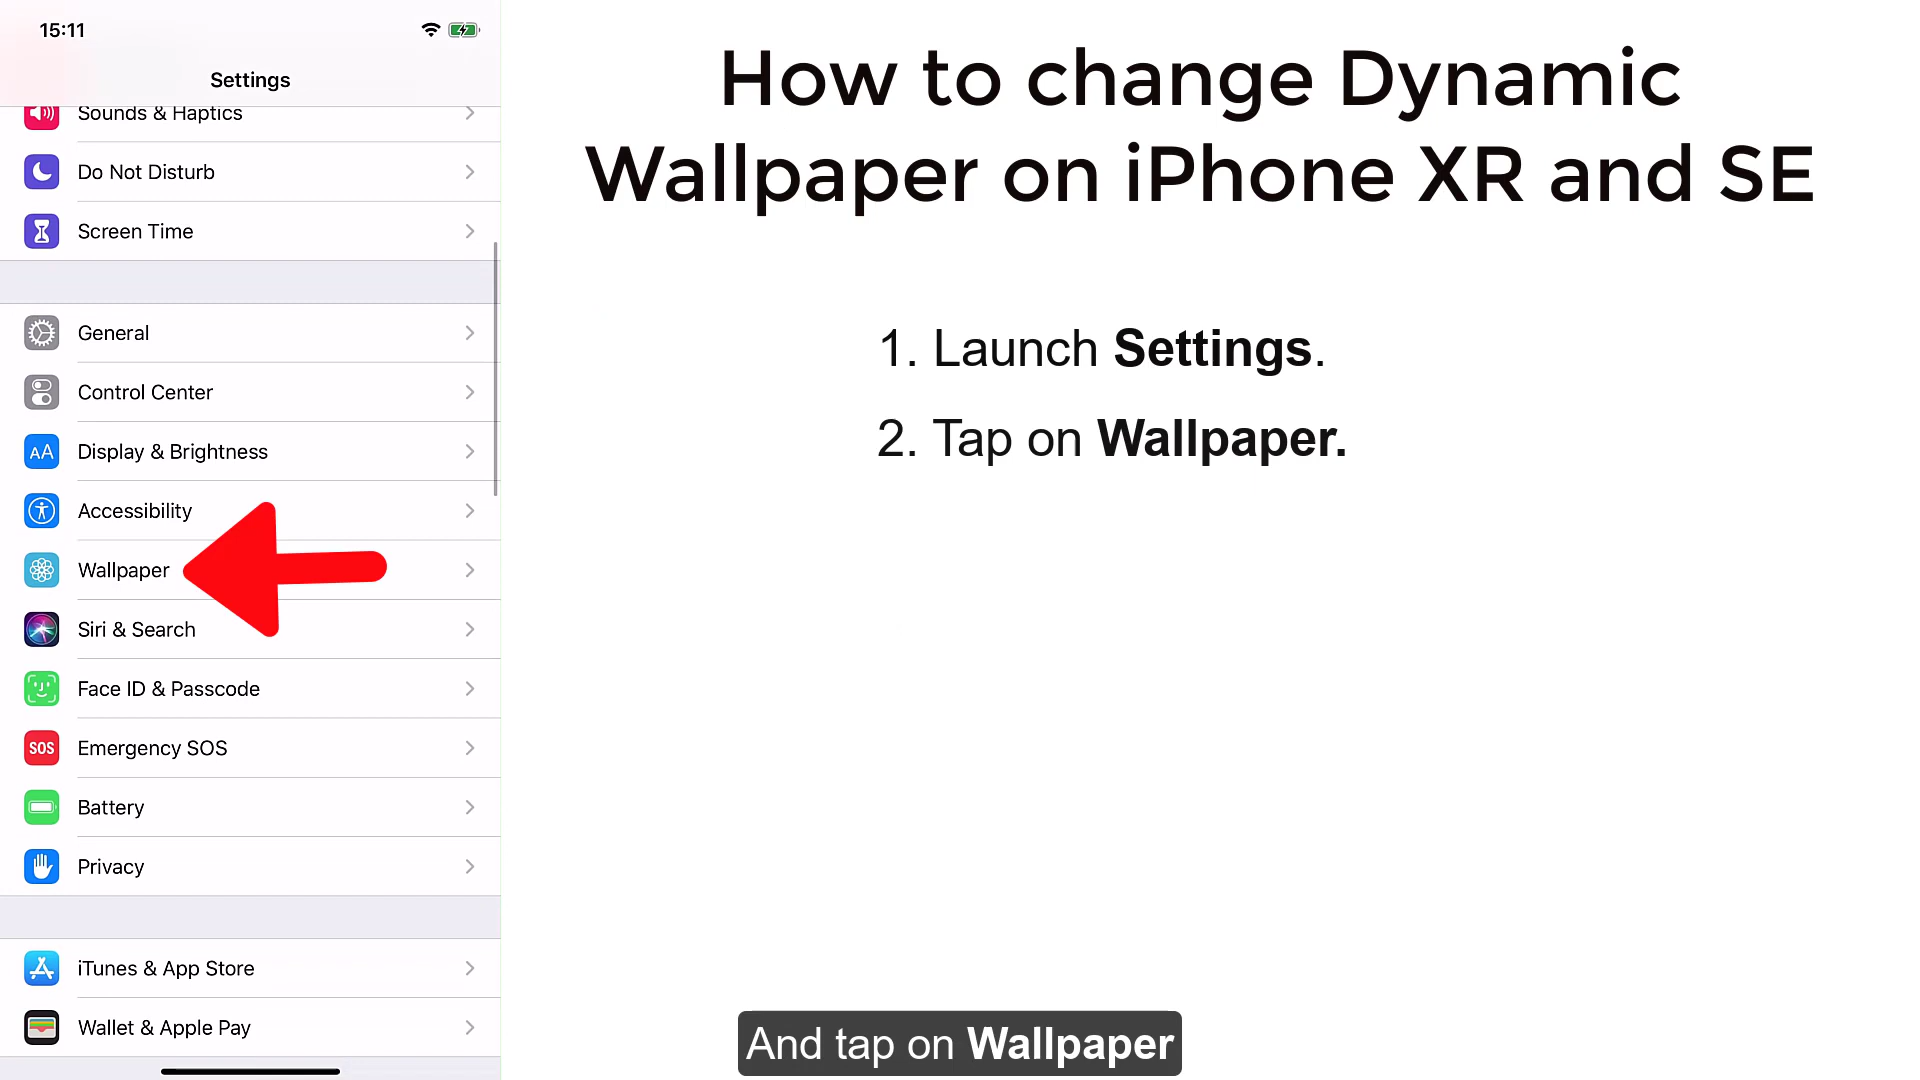 15:11
Settings
Sounds & Haptics
Do Not Disturb
Screen Time
General
Control Center
AA
Display & Brightness
Accessibility
Wallpaper
Siri & Search
Face ID & Passcode
SOS
Emergency SOS
Battery
Privacy
iTunes & App Store
Wallet & Apple Pay
How to change Dynamic
Wallpaper on iPhone XR and SE
1. Launch Settings.
2. Tap on Wallpaper.
And tap on Wallpaper